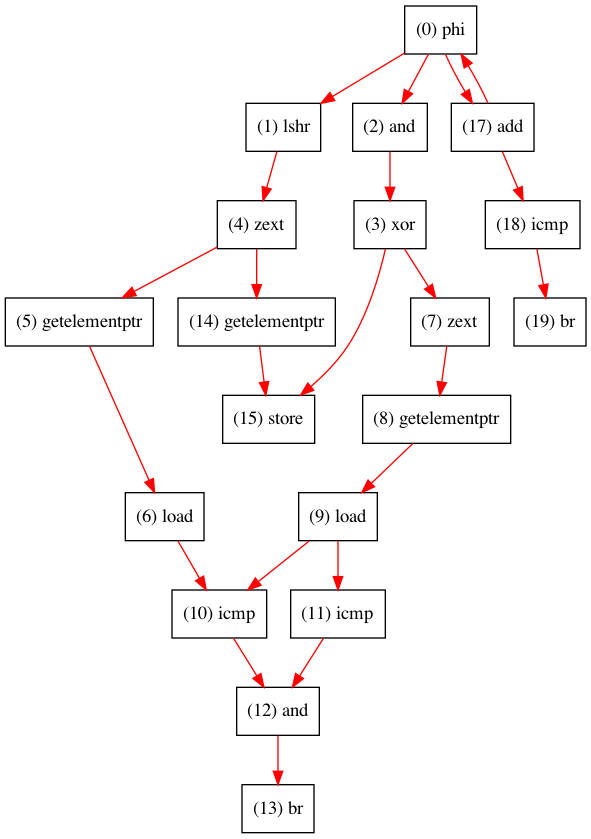 (0) phi
(1) lshr
(2) and
(17) add
(4) zext
(3) xor
(18) icmp
(5) getelementptr
(14) getelementptr
(7) zext
(19) br
(15) store
(8) getelementptr
(6) load
(9) load
(10) icmp
(11) icmp
(12) and
(13) br